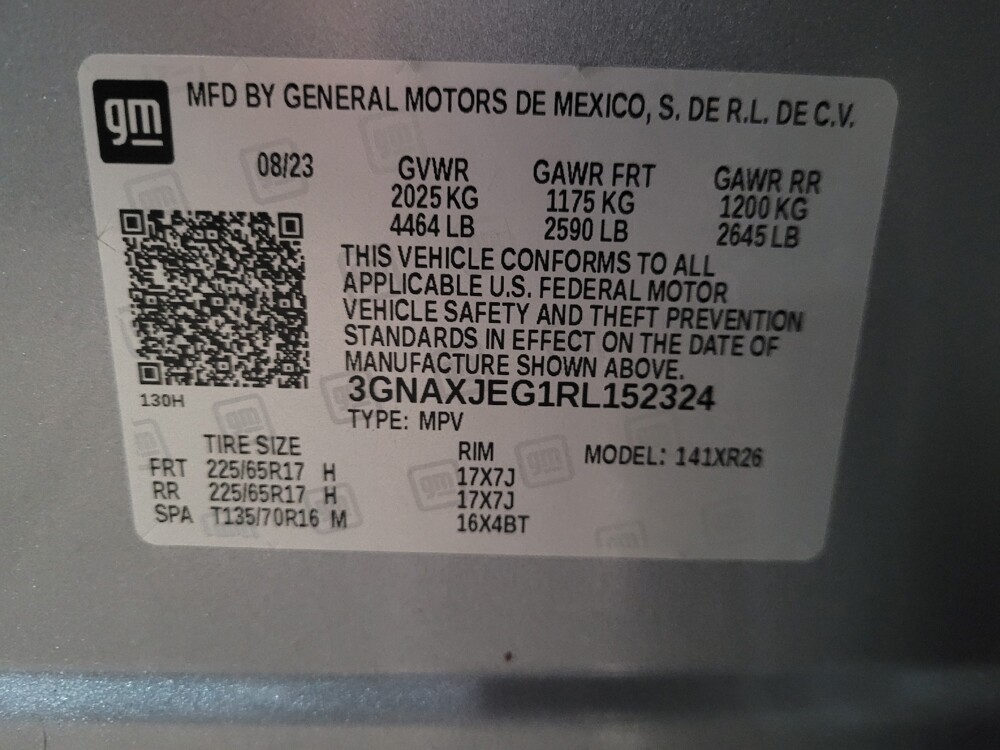 gm
MFD BY GENERAL MOTORS DE MEXICO, S. DE R.L. DE C.V.
08/23 GVWR GAWR FRT GAWR RR
2025 KG 1175 KG 1200 KG
4464 LB 2590 LB 2645 LB
THIS VEHICLE CONFORMS TO ALL
APPLICABLE U.S. FEDERAL MOTOR
VEHICLE SAFETY AND THEFT PREVENTION
STANDARDS IN EFFECT ON THE DATE OF
MANUFACTURE SHOWN ABOVE.
130H
3GNAXJEG1RL152324
TYPE: MPV
TIRE SIZE RIM MODEL: 141XR26
FRT 225/65R17 H 17X7J
RR 225/65R17 H 17X7J
SPA T135/70R16 M 16X4BT